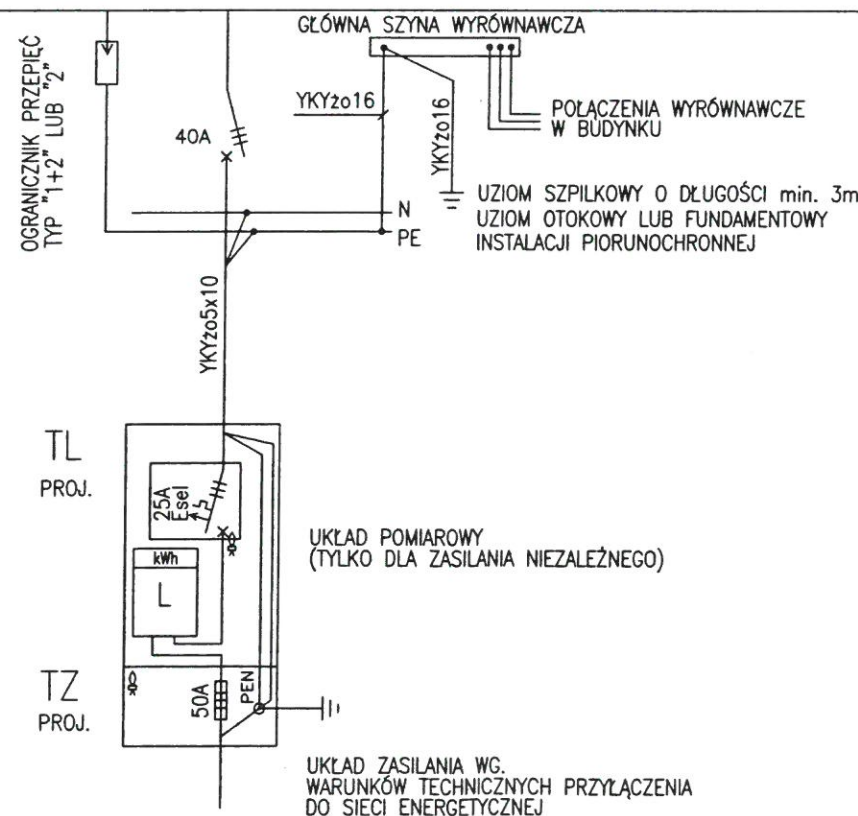 GŁÓWNA SZYNA WYRÓWNAWCZA
OGRANICZNIK PRZEPIĘĆ
TYP "1+2" LUB "2"
40A
YKYżo16
YKYżo16
POŁĄCZENIA WYRÓWNAWCZE
W BUDYNKU
N
PE
UZIOM SZPILKOWY O DŁUGOŚCI min. 3m
UZIOM OTOKOWY LUB FUNDAMENTOWY
INSTALACJI PIORUNOCHRONNEJ
YKYżo5x10
TL
PROJ.
25A
Esel
kWh
L
UKŁAD POMIAROWY
(TYLKO DLA ZASILANIA NIEZALEŻNEGO)
TZ
PROJ.
50A
PEN
UKŁAD ZASILANIA WG.
WARUNKÓW TECHNICZNYCH PRZYŁĄCZENIA
DO SIECI ENERGETYCZNEJ